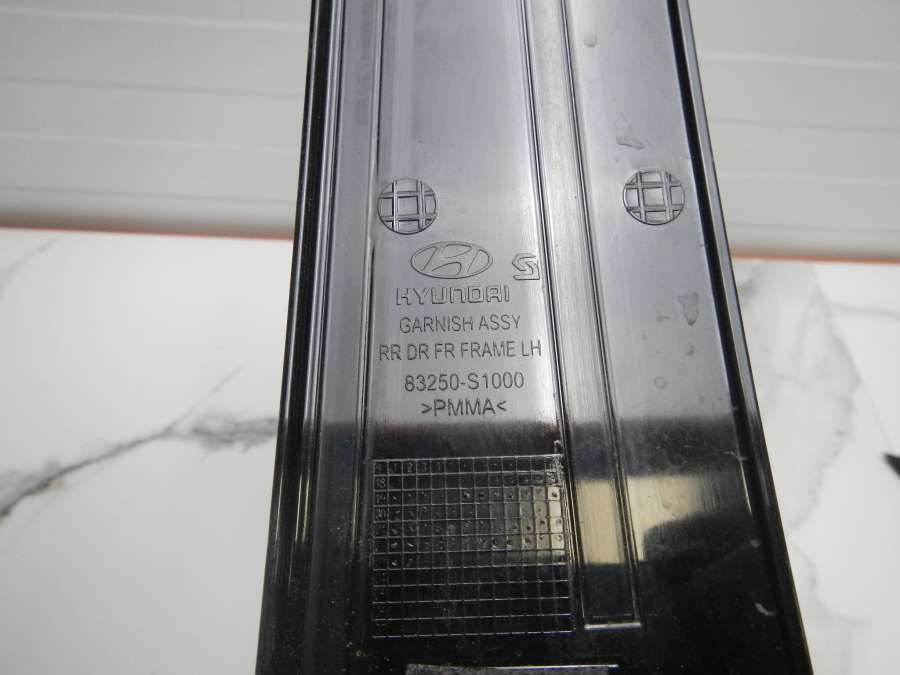 HYUNDAI
GARNISH ASSY
RR DR FR FRAME LH
83250-S1000
>PMMA<